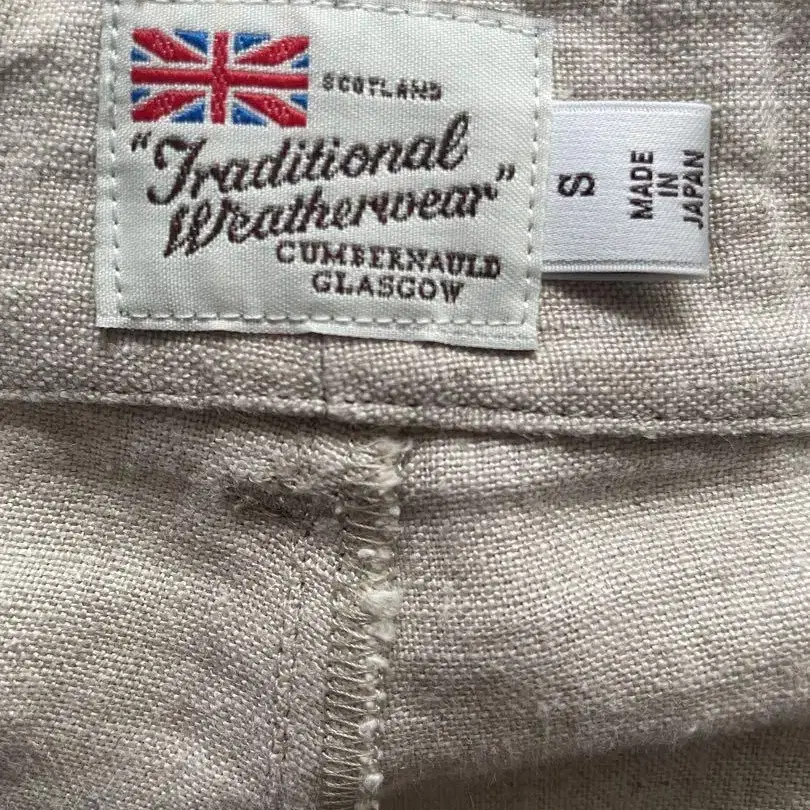 SCOTLAND
"Traditional
Weatherwear"
CUMBERNAULD
GLASGOW
S
MADE
IN
JAPAN